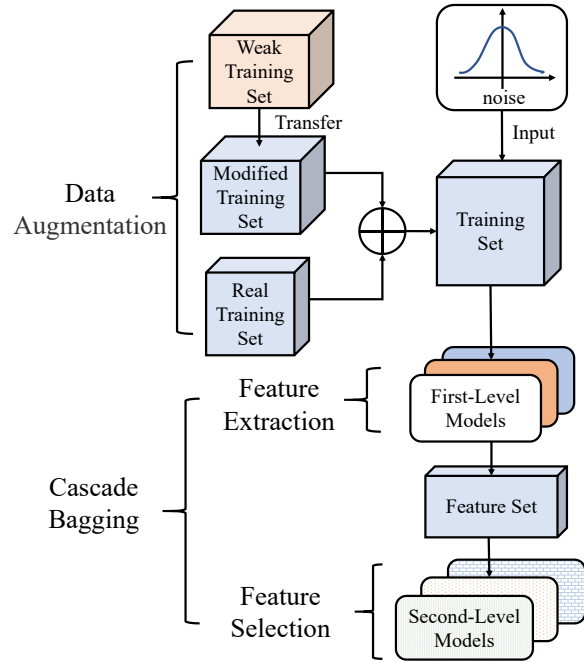 Weak
Training
Set
Transfer
Modified
Training
Set
Real
Training
Set
Data
Augmentation
noise
Input
Training
Set
Feature
Extraction
First-Level
Models
Cascade
Bagging
Feature Set
Feature
Selection
Second-Level
Models